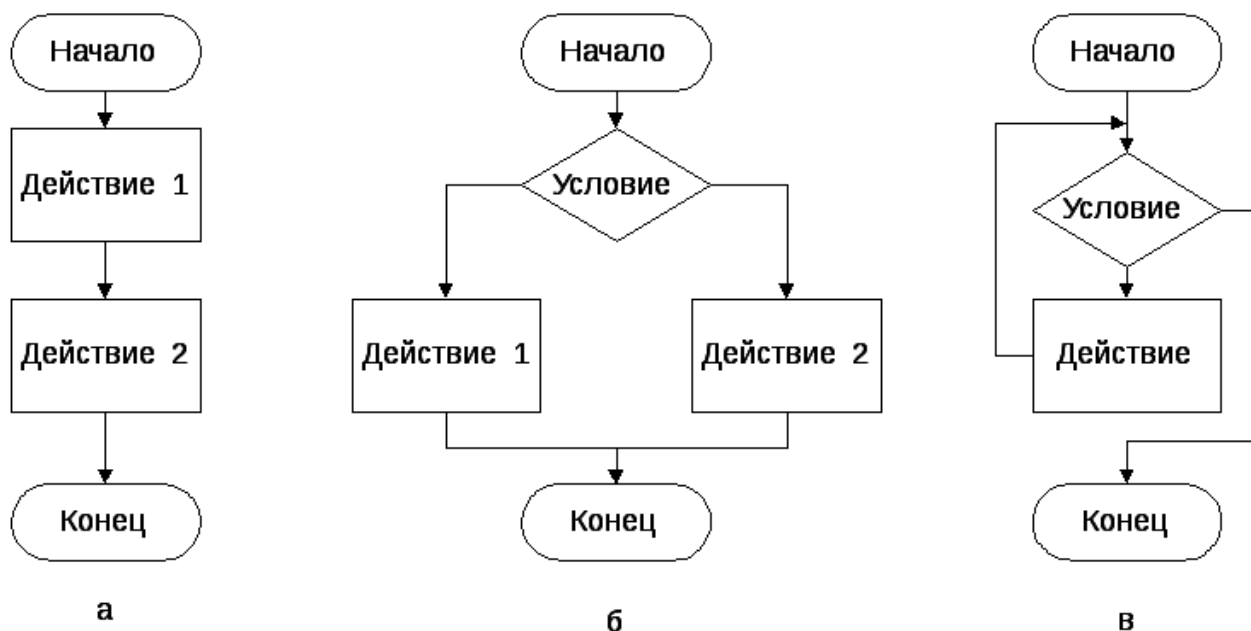 Начало
Действие 1
Действие 2
Конец
а
Начало
Условие
Действие 1
Действие 2
Конец
б
Начало
Условие
Действие
Конец
в